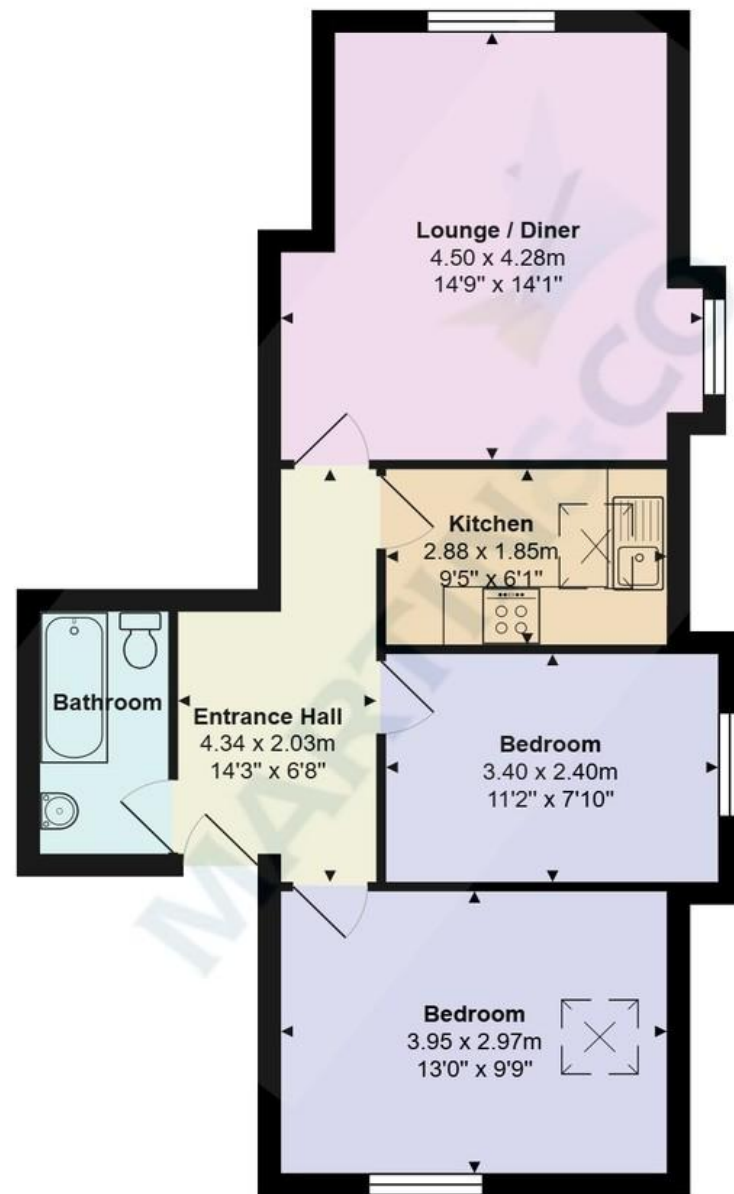 Lounge / Diner
4.50 x 4.28m
14'9" x 14'1"
Kitchen
2.88 x 1.85m
9'5" x 6'1"
Bathroom
Entrance Hall
4.34 x 2.03m
14'3" x 6'8"
Bedroom
3.40 x 2.40m
11'2" x 7'10"
Bedroom
3.95 x 2.97m
13'0" x 9'9"
MARTIN&CO